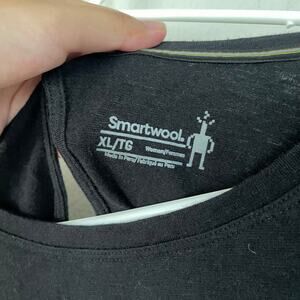 Smartwool
XL/TG
Women/Femmes
Made in Peru/Fabriqué au Pérou